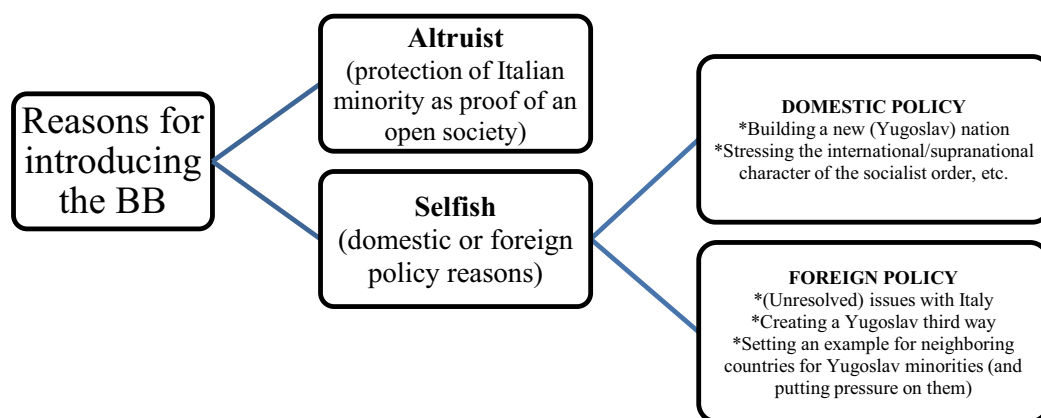 Reasons for
introducing
the BB
Altruist
(protection of Italian
minority as proof of an
open society)
Selfish
(domestic or foreign
policy reasons)
DOMESTIC POLICY
*Building a new (Yugoslav) nation
*Stressing the international/supranational
character of the socialist order, etc.
FOREIGN POLICY
*(Unresolved) issues with Italy
*Creating a Yugoslav third way
*Setting an example for neighboring
countries for Yugoslav minorities (and
putting pressure on them)